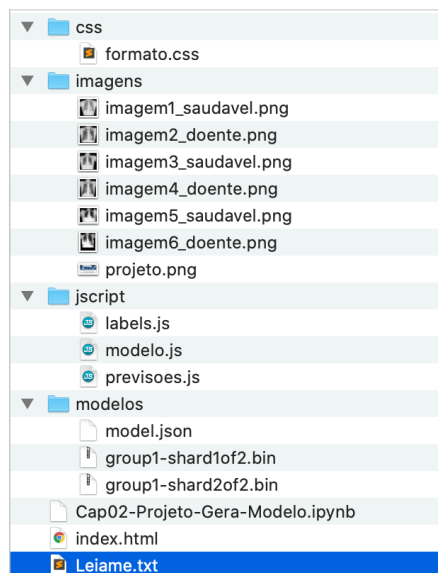 css
formato.css
imagens
imagem1_saudavel.png
imagem2_doente.png
imagem3_saudavel.png
imagem4_doente.png
imagem5_saudavel.png
imagem6_doente.png
projeto.png
jscript
labels.js
modelo.js
previsoes.js
modelos
model.json
group1-shard1of2.bin
group1-shard2of2.bin
Cap02-Projeto-Gera-Modelo.ipynb
index.html
Leiame.txt